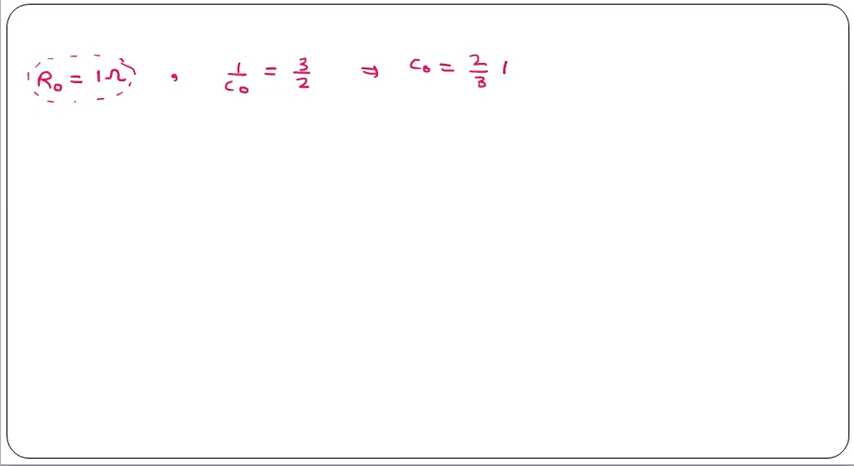 R₀ = 1Ω , 1/C₀ = 3/2 ⇒ C₀ = 2/3 |